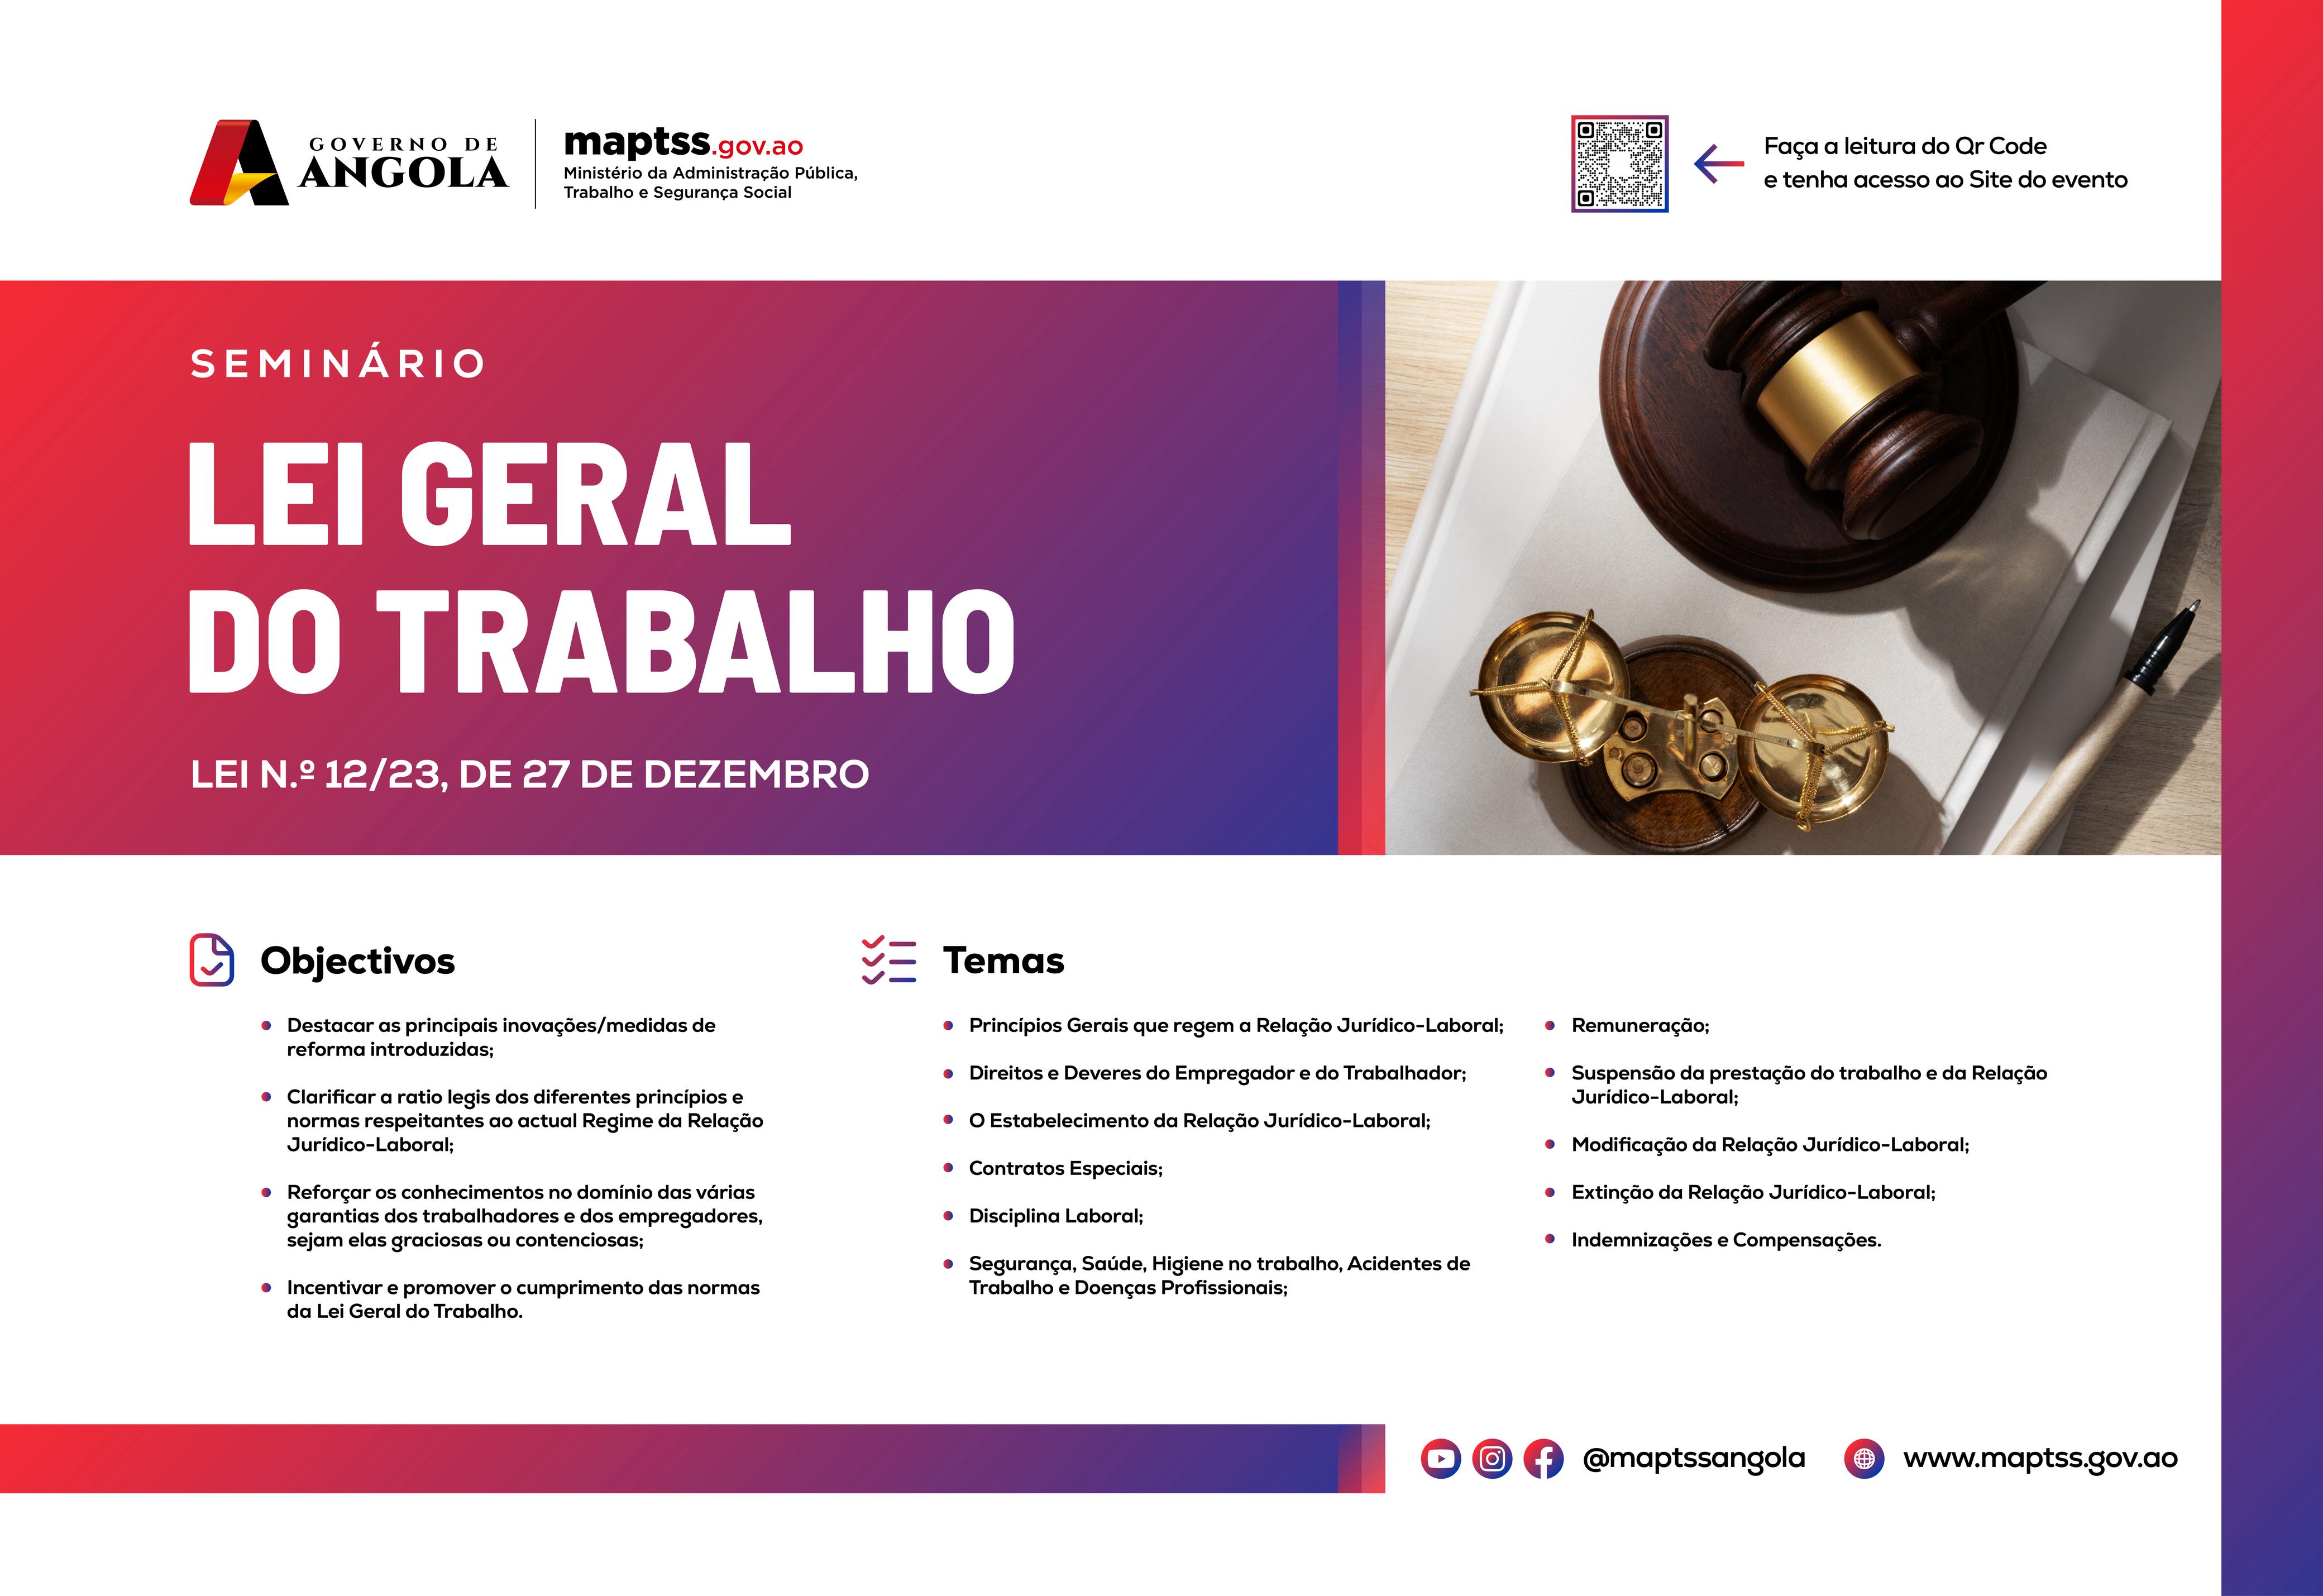 GOVERNO DE
ANGOLA
maptss.gov.ao
Ministério da Administração Pública,
Trabalho e Segurança Social
Faça a leitura do Qr Code
e tenha acesso ao Site do evento
SEMINÁRIO
LEI GERAL
DO TRABALHO
LEI N.º 12/23, DE 27 DE DEZEMBRO
Objectivos
Destacar as principais inovações/medidas de
reforma introduzidas;
Clarificar a ratio legis dos diferentes princípios e
normas respeitantes ao actual Regime da Relação
Jurídico-Laboral;
Reforçar os conhecimentos no domínio das várias
garantias dos trabalhadores e dos empregadores,
sejam elas graciosas ou contenciosas;
Incentivar e promover o cumprimento das normas
da Lei Geral do Trabalho.
Temas
Princípios Gerais que regem a Relação Jurídico-Laboral;
Direitos e Deveres do Empregador e do Trabalhador;
O Estabelecimento da Relação Jurídico-Laboral;
Contratos Especiais;
Disciplina Laboral;
Segurança, Saúde, Higiene no trabalho, Acidentes de
Trabalho e Doenças Profissionais;
Remuneração;
Suspensão da prestação do trabalho e da Relação
Jurídico-Laboral;
Modificação da Relação Jurídico-Laboral;
Extinção da Relação Jurídico-Laboral;
Indemnizações e Compensações.
@maptssangola
www.maptss.gov.ao